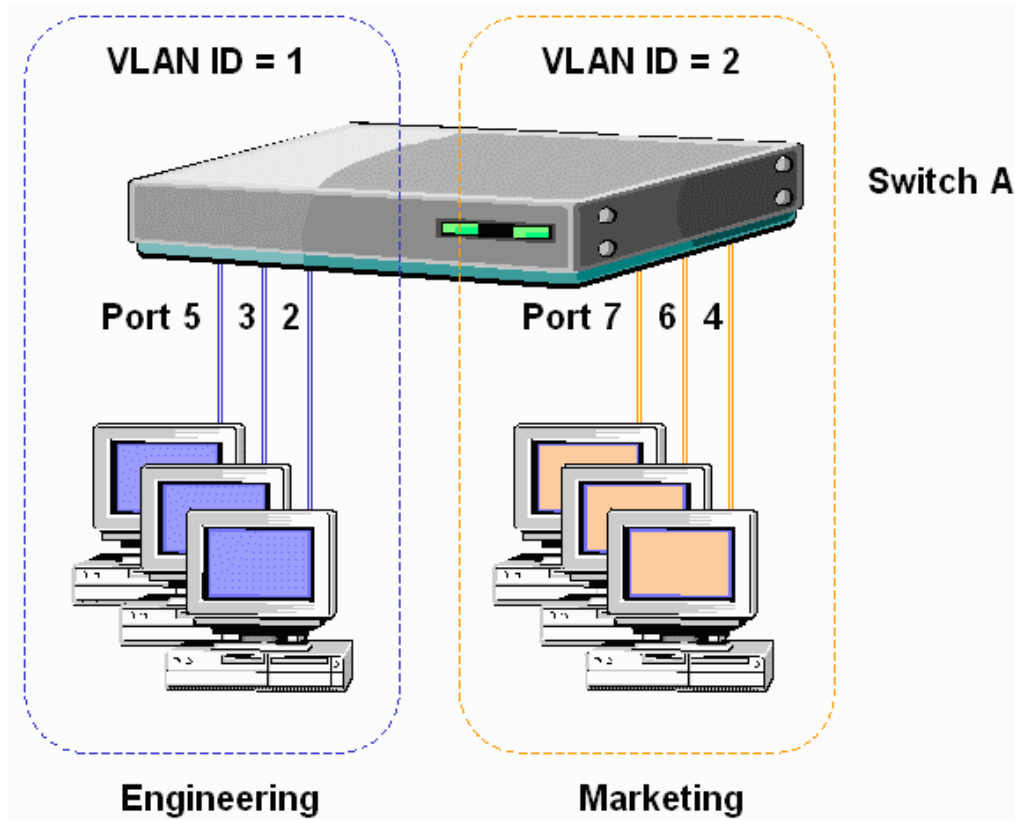 VLAN ID = 1
VLAN ID = 2
Switch A
Port 5 3 2
Port 7 6 4
Engineering
Marketing